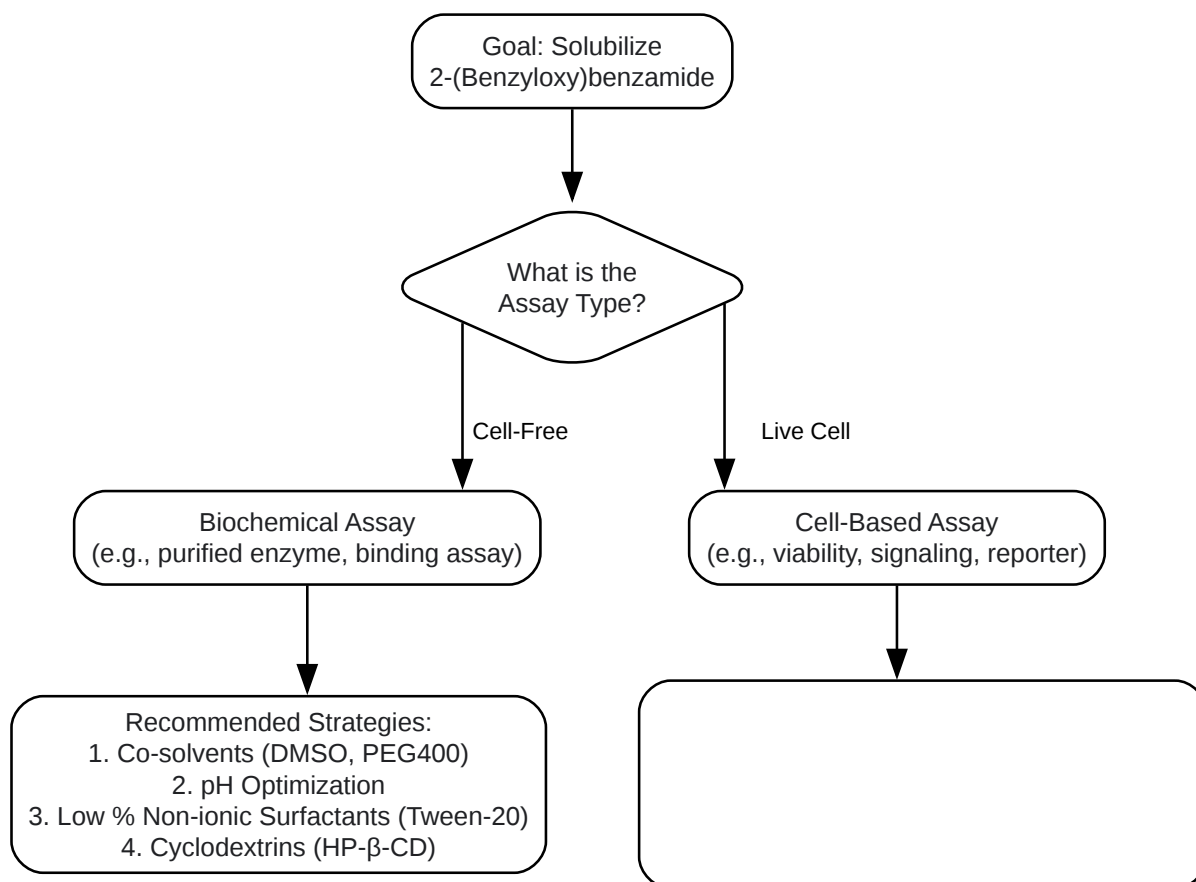 Goal: Solubilize
2-(Benzyloxy)benzamide
What is the
Assay Type?
Cell-Free
Live Cell
Biochemical Assay
(e.g., purified enzyme, binding assay)
Cell-Based Assay
(e.g., viability, signaling, reporter)
Recommended Strategies:
1. Co-solvents (DMSO, PEG400)
2. pH Optimization
3. Low % Non-ionic Surfactants (Tween-20)
4. Cyclodextrins (HP-β-CD)